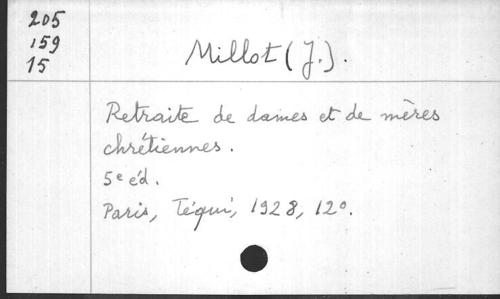 205
159
15
Millot (J.).
Retraite de dames et de mères
chrétiennes.
5e éd.
Paris, Téqui, 1928, 12°.